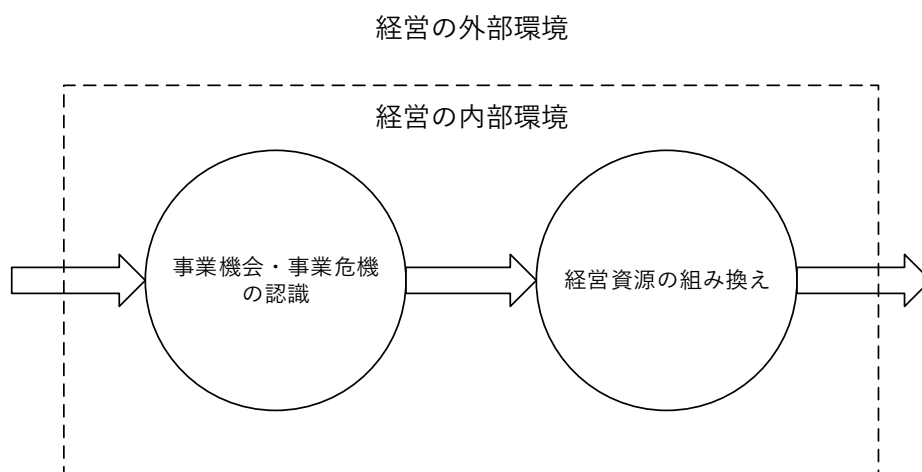 経営の外部環境
経営の内部環境
事業機会・事業危機
の認識
経営資源の組み換え